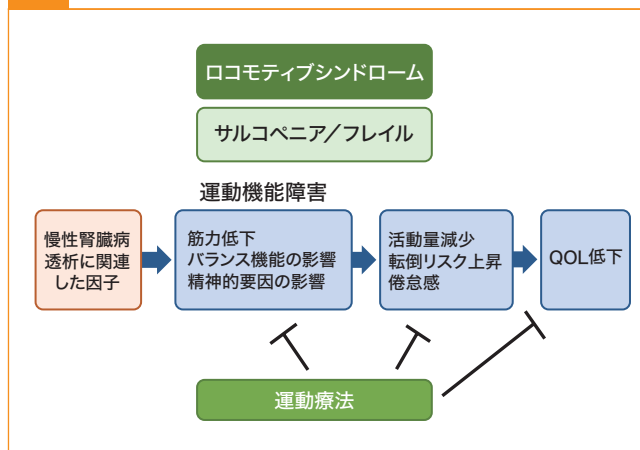 ロコモティブシンドローム
サルコペニア／フレイル
運動機能障害
慢性腎臓病
透析に関連
した因子
筋力低下
バランス機能の影響
精神的要因の影響
活動量減少
転倒リスク上昇
倦怠感
QOL低下
運動療法